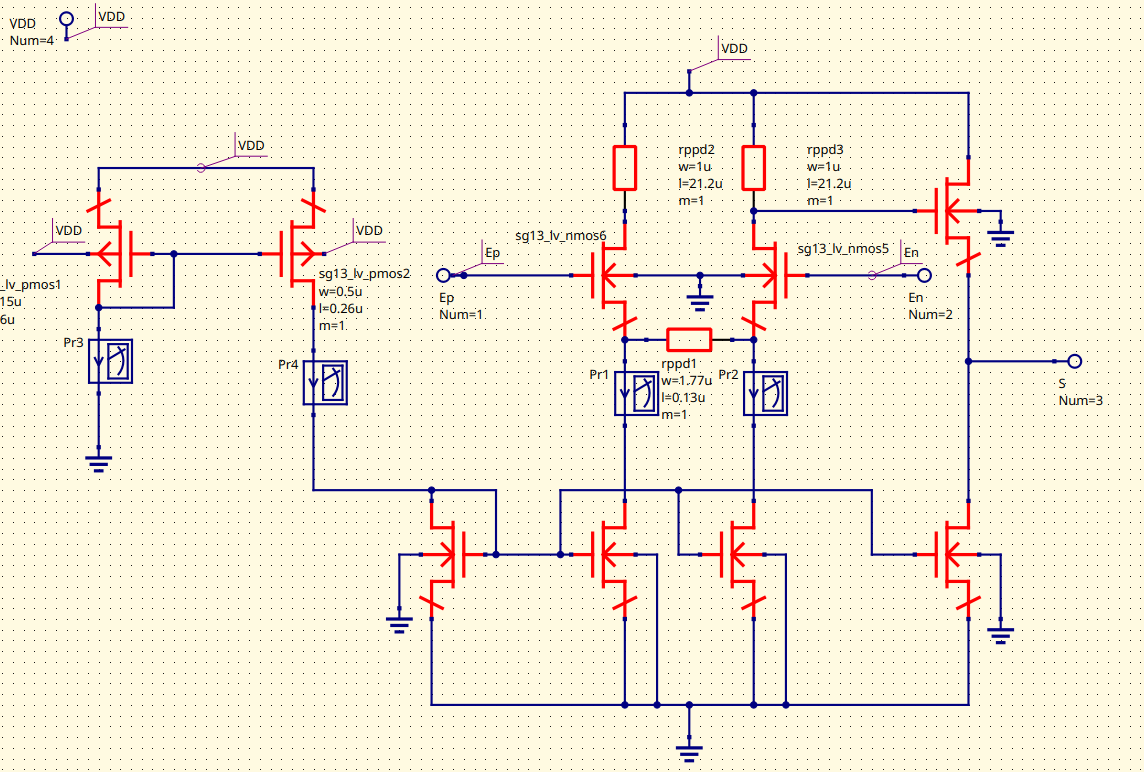 VDD
VDD
Num=4
VDD
VDD
rppd2
w=1u
l=21.2u
m=1
rppd3
w=1u
l=21.2u
m=1
VDD
VDD
sg13_lv_nmos6
sg13_lv_nmos5
Ep
En
_lv_pmos1
15u
6u
sg13_lv_pmos2
w=0.5u
l=0.26u
m=1
Ep
Num=1
En
Num=2
Pr3
Pr4
rppd1
w=1.77u
l=0.13u
m=1
Pr1
Pr2
S
Num=3